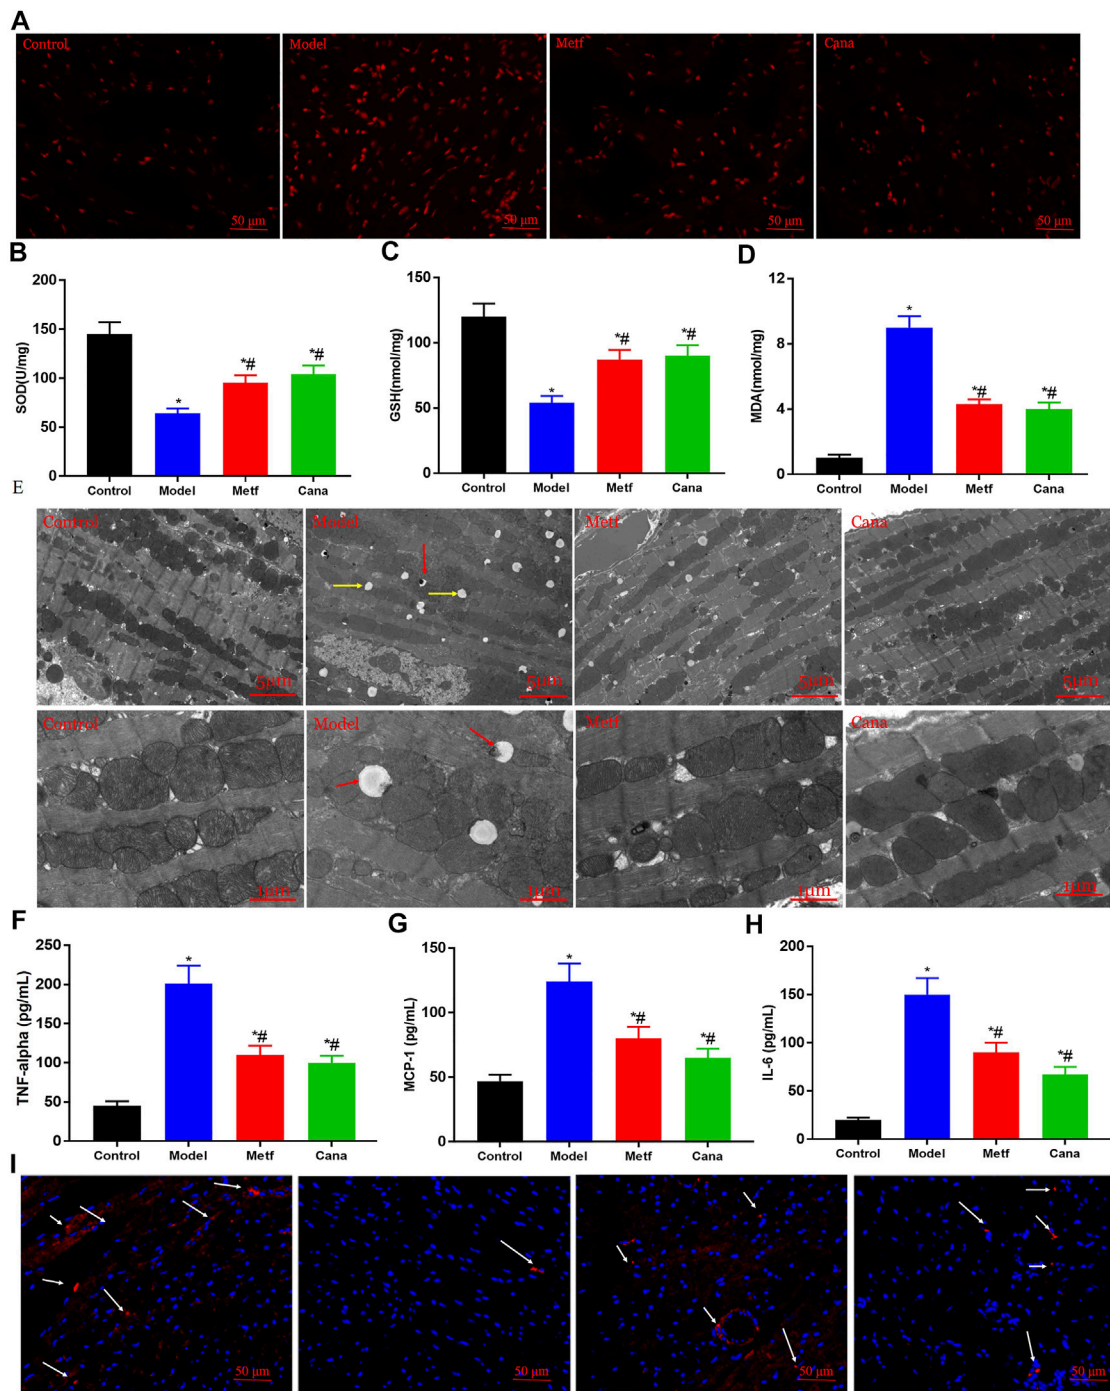 A
Control
Model
Metf
Cana
50 μm
50 μm
50 μm
50 μm
B
SOD(U/mg)
200
150
100
50
0
*
*#
*#
Control
Model
Metf
Cana
C
GSH(nmol/mg)
150
100
50
0
*
*#
*#
Control
Model
Metf
Cana
D
MDA(nmol/mg)
12
8
4
0
*
*#
*#
Control
Model
Metf
Cana
E
Control
Model
Metf
Cana
5μm
5μm
5μm
5μm
Control
Model
Metf
Cana
1μm
1μm
1μm
1μm
F
TNF-alpha (pg/mL)
250
200
150
100
50
0
*
*#
*#
Control
Model
Metf
Cana
G
MCP-1 (pg/mL)
150
100
50
0
*
*#
*#
Control
Model
Metf
Cana
H
IL-6 (pg/mL)
200
150
100
50
0
*
*#
*#
Control
Model
Metf
Cana
I
50 μm
50 μm
50 μm
50 μm